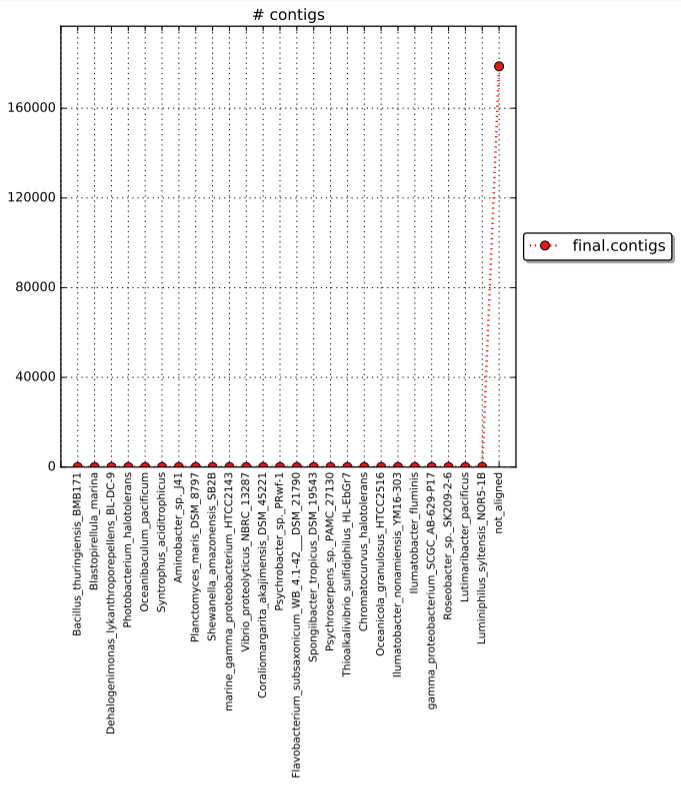 # contigs
160000
120000
80000
40000
0
final.contigs
Bacillus_thuringiensis_BMB171
Blastopirellula_marina
Dehalogenimonas_lykanthroporepellens_BL-DC-9
Photobacterium_halotolerans
Oceanibaculum_pacificum
Syntrophus_aciditrophicus
Aminobacter_sp._J41
Planctomyces_maris_DSM_8797
Shewanella_amazonensis_SB2B
marine_gamma_proteobacterium_HTCC2143
Vibrio_proteolyticus_NBRC_13287
Coraliomargarita_akajimensis_DSM_45221
Psychrobacter_sp._PRwf-1
Flavobacterium_subsaxonicum_WB_4.1-42___DSM_21790
Spongiibacter_tropicus_DSM_19543
Psychroserpens_sp._PAMC_27130
Thioalkalivibrio_sulfidiphilus_HL-EbGr7
Chromatocurvus_halotolerans
Oceanicola_granulosus_HTCC2516
Ilumatobacter_nonamiensis_YM16-303
Ilumatobacter_fluminis
gamma_proteobacterium_SCGC_AB-629-P17
Roseobacter_sp._SK209-2-6
Lutimaribacter_pacificus
Luminiphilus_syltensis_NOR5-1B
not_aligned